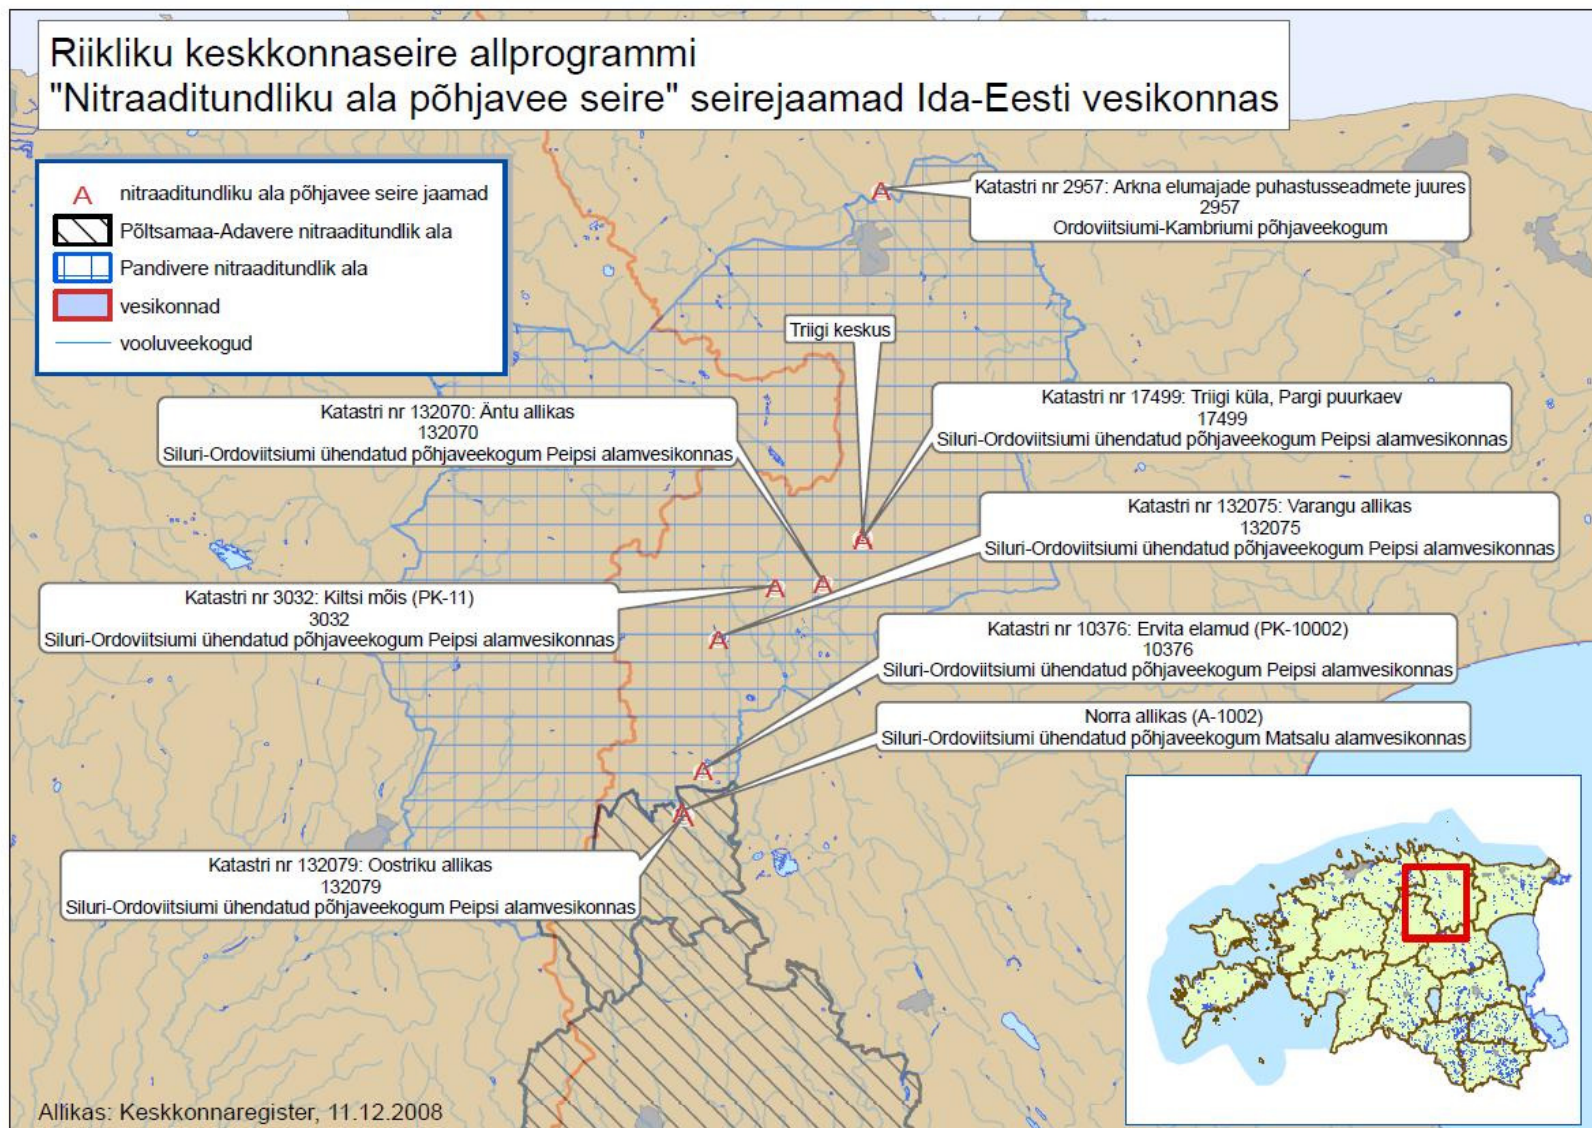 Riikliku keskkonnaseire allprogrammi
"Nitraaditundliku ala põhjavee seire" seirejaamad Ida-Eesti vesikonnas
A nitraaditundliku ala põhjavee seire jaamad
Põltsamaa-Adavere nitraaditundlik ala
Pandivere nitraaditundlik ala
vesikonnad
vooluveekogud
A
Katastri nr 2957: Arkna elumajade puhastusseadmete juures
2957
Ordoviitsiumi-Kambriumi põhjaveekogum
Triigi keskus
Katastri nr 17499: Triigi küla, Pargi puurkaev
17499
Siluri-Ordoviitsiumi ühendatud põhjaveekogum Peipsi alamvesikonnas
Katastri nr 132070: Äntu allikas
132070
Siluri-Ordoviitsiumi ühendatud põhjaveekogum Peipsi alamvesikonnas
Katastri nr 132075: Varangu allikas
132075
Siluri-Ordoviitsiumi ühendatud põhjaveekogum Peipsi alamvesikonnas
A
A
A
Katastri nr 3032: Kiltsi mõis (PK-11)
3032
Siluri-Ordoviitsiumi ühendatud põhjaveekogum Peipsi alamvesikonnas
A
Katastri nr 10376: Ervita elamud (PK-10002)
10376
Siluri-Ordoviitsiumi ühendatud põhjaveekogum Peipsi alamvesikonnas
Norra allikas (A-1002)
Siluri-Ordoviitsiumi ühendatud põhjaveekogum Matsalu alamvesikonnas
A
A
Katastri nr 132079: Oostriku allikas
132079
Siluri-Ordoviitsiumi ühendatud põhjaveekogum Peipsi alamvesikonnas
Allikas: Keskkonnaregister, 11.12.2008